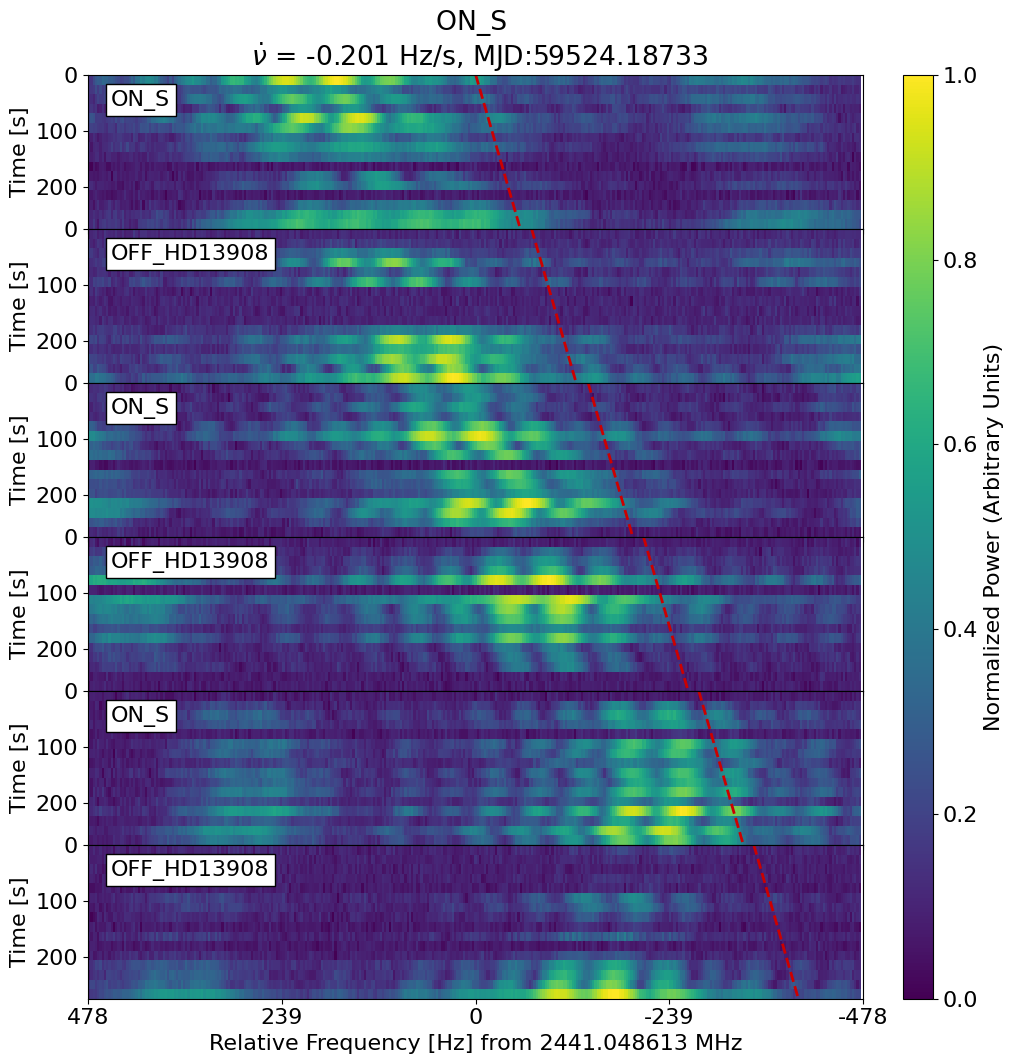 ON_S
ν̇ = -0.201 Hz/s, MJD:59524.18733
0
100
200
Time [s]
ON_S
0
100
200
Time [s]
OFF_HD13908
0
100
200
Time [s]
ON_S
0
100
200
Time [s]
OFF_HD13908
0
100
200
Time [s]
ON_S
0
100
200
Time [s]
OFF_HD13908
478
239
0
-239
-478
Relative Frequency [Hz] from 2441.048613 MHz
1.0
0.8
0.6
0.4
0.2
0.0
Normalized Power (Arbitrary Units)